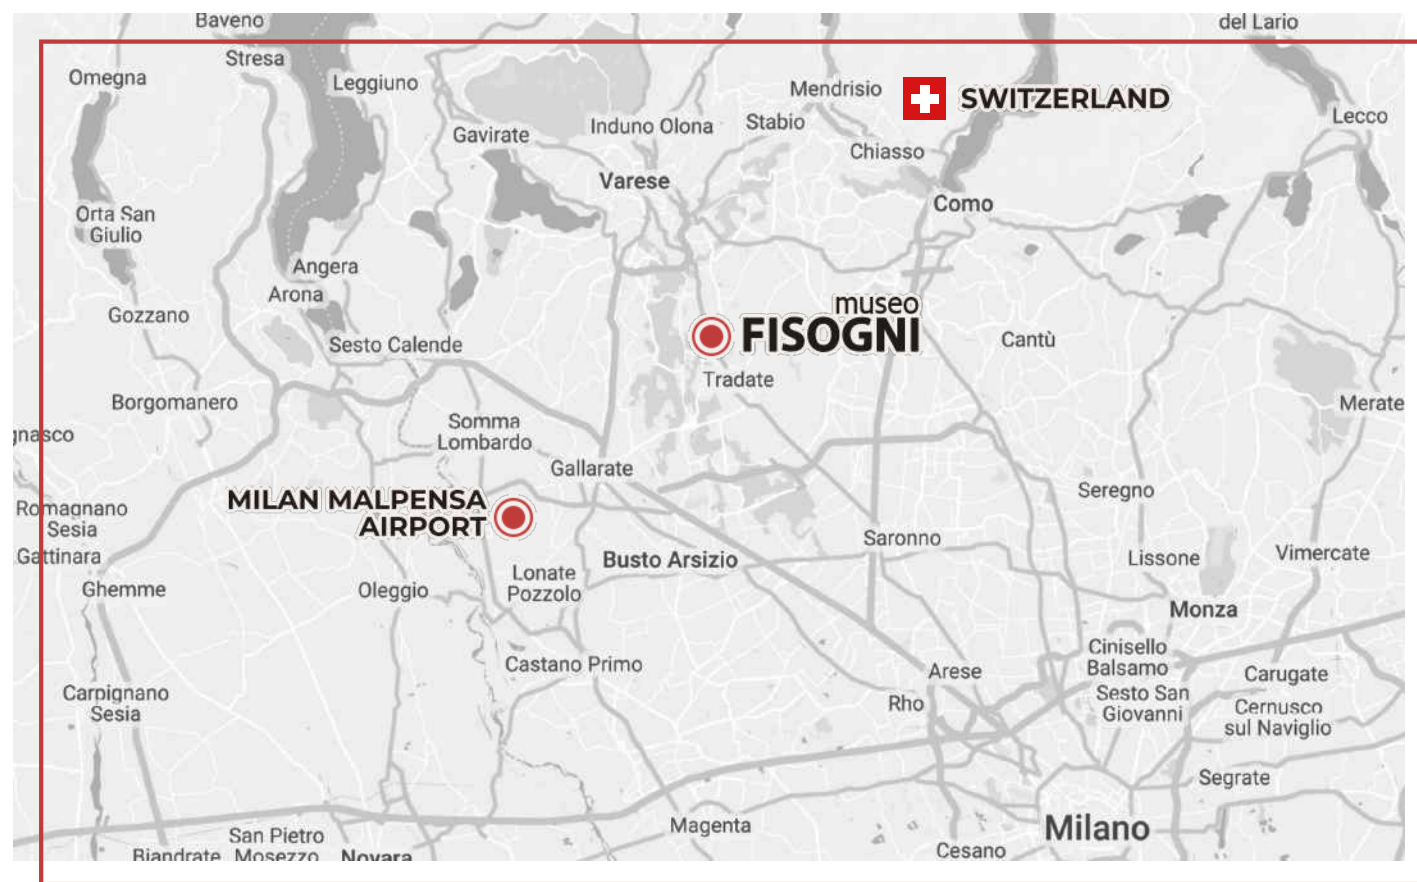 Baveno
del Lario
Stresa
Omegna
Leggiuno
Mendrisio
SWITZERLAND
Lecco
Gavirate
Induno Olona
Stabio
Chiasso
Varese
Como
Orta San
Giulio
Angera
Arona
Gozzano
museo
FISOGNI
Sesto Calende
Cantù
Tradate
Borgomanero
Merate
Somma
Lombardo
gnasco
Gallarate
MILAN MALPENSA
AIRPORT
Seregno
Romagnano
Sesia
Gattinara
Saronno
Busto Arsizio
Lissone
Vimercate
Ghemme
Oleggio
Lonate
Pozzolo
Monza
Cinisello
Balsamo
Castano Primo
Arese
Carugate
Carpignano
Sesia
Rho
Sesto San
Giovanni
Cernusco
sul Naviglio
Segrate
Magenta
Milano
San Pietro
Mosezzo
Biandrate
Novara
Cesano